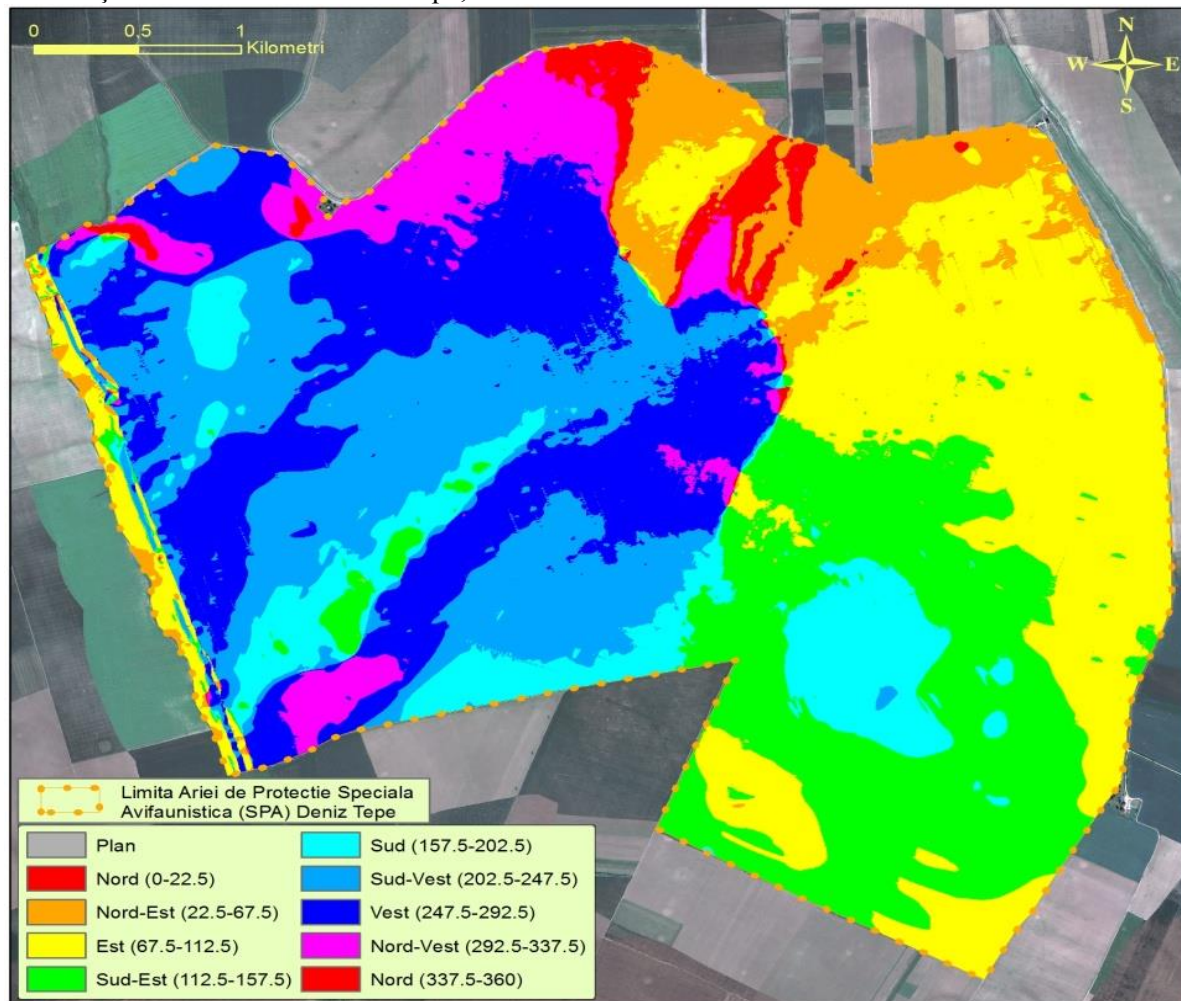 0 0.5 1
Kilometri
N
W E
S
Limita Ariei de Protectie Speciala
Avifaunistica (SPA) Deniz Tepe
Plan
Nord (0-22.5)
Nord-Est (22.5-67.5)
Est (67.5-112.5)
Sud-Est (112.5-157.5)
Sud (157.5-202.5)
Sud-Vest (202.5-247.5)
Vest (247.5-292.5)
Nord-Vest (292.5-337.5)
Nord (337.5-360)